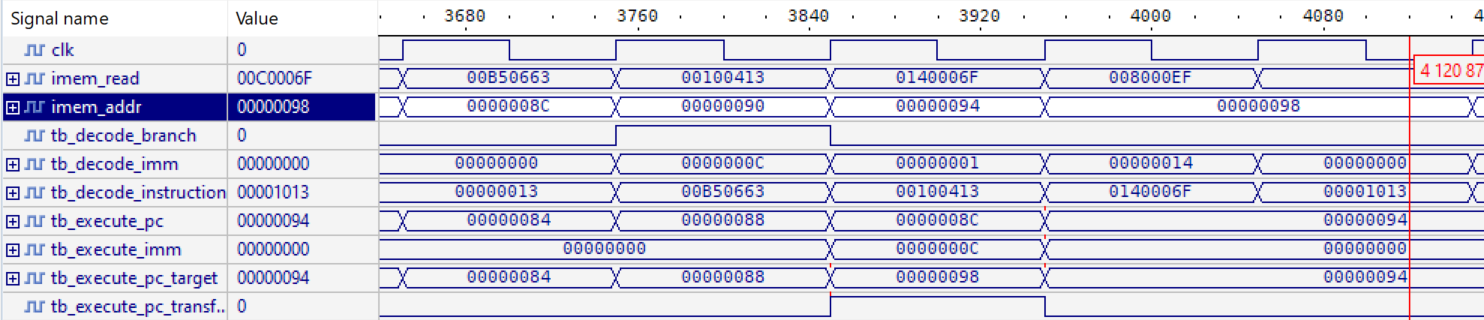 Signal name Value 3680 3760 3840 3920 4000 4080 4
clk 0
imem_read 00C0006F 00B50663 00100413 0140006F 008000EF 4 120 87
imem_addr 00000098 0000008C 00000090 00000094 00000098
tb_decode_branch 0
tb_decode_imm 00000000 00000000 0000000C 00000001 00000014 00000000
tb_decode_instruction 00001013 00000013 00B50663 00100413 0140006F 00001013
tb_execute_pc 00000094 00000084 00000088 0000008C 00000094
tb_execute_imm 00000000 00000000 0000000C 00000000
tb_execute_pc_target 00000094 00000084 00000088 00000098 00000094
tb_execute_pc_transf.. 0